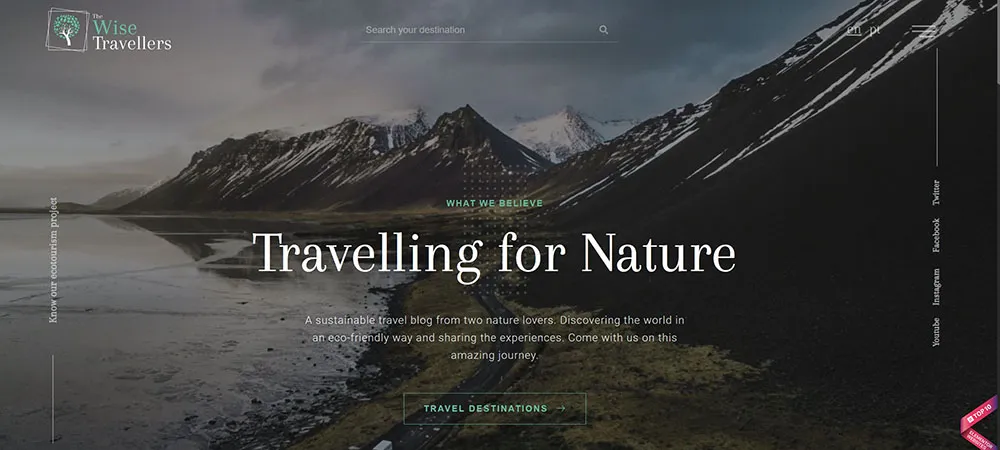 The
Wise
Travellers
Search your destination
en pt
WHAT WE BELIEVE
Travelling for Nature
A sustainable travel blog from two nature lovers. Discovering the world in
an eco-friendly way and sharing the experiences. Come with us on this
amazing journey.
TRAVEL DESTINATIONS
Know our ecotourism project
Twitter
Facebook
Instagram
Youtube
TOP 10
ELEMENTOR
WEBSITES